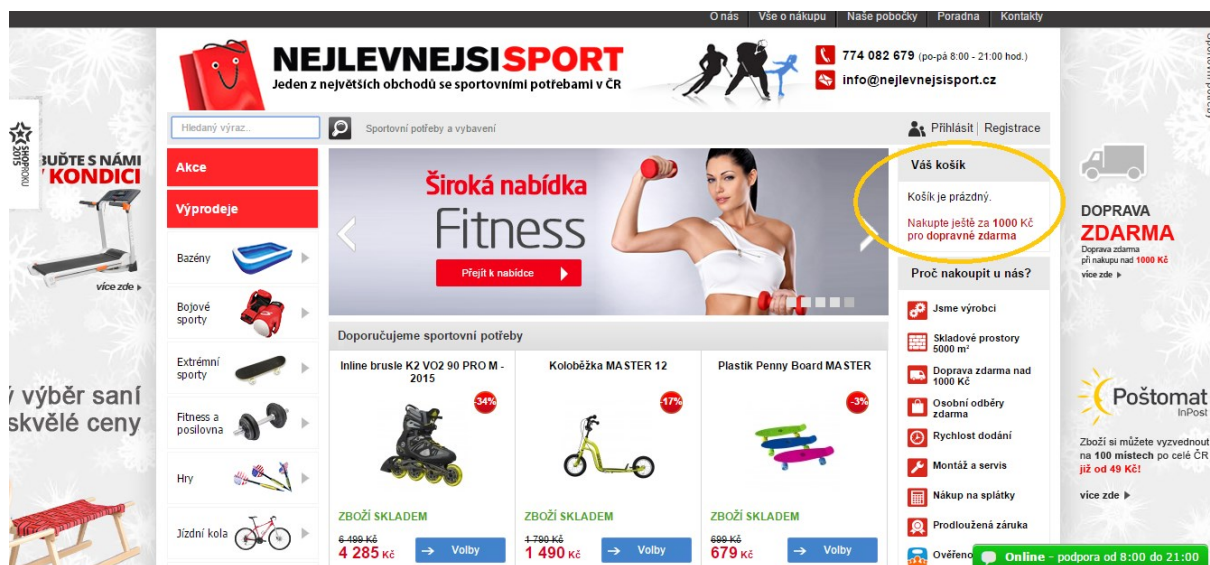 O nás Vše o nákupu Naše pobočky Poradna Kontakty
NEJLEVNEJSISPORT
Jeden z největších obchodů se sportovními potřebami v ČR
774 082 679 (po-pá 8:00 - 21:00 hod.)
info@nejlevnejsisport.cz
Hledaný výraz..
Sportovní potřeby a vybavení
Přihlásit | Registrace
SHOPROKU
2015
BUĎTE S NÁMI
KONDICI
více zde
ý výběr saní
skvělé ceny
Akce
Výprodeje
Bazény
Bojové
sporty
Extrémní
sporty
Fitness a
posilovna
Hry
Jízdní kola
Široká nabídka
Fitness
Přejít k nabídce
Doporučujeme sportovní potřeby
Inline brusle K2 VO2 90 PRO M -
2015
-34%
ZBOŽÍ SKLADEM
6 499 Kč
4 285 Kč
Volby
Koloběžka MASTER 12
-17%
ZBOŽÍ SKLADEM
1 790 Kč
1 490 Kč
Volby
Plastik Penny Board MASTER
-3%
ZBOŽÍ SKLADEM
699 Kč
679 Kč
Volby
Váš košík
Košík je prázdný.
Nakupte ještě za 1000 Kč
pro dopravné zdarma
Proč nakoupit u nás?
Jsme výrobci
Skladové prostory
5000 m²
Doprava zdarma nad
1000 Kč
Osobní odběry
zdarma
Rychlost dodání
Montáž a servis
Nákup na splátky
Prodloužená záruka
Ověřeno
DOPRAVA
ZDARMA
Doprava zdarma
při nakupu nad 1000 Kč
více zde
Poštomat
InPost
Zboží si můžete vyzvednout
na 100 místech po celé ČR
již od 49 Kč!
více zde
Online - podpora od 8:00 do 21:00